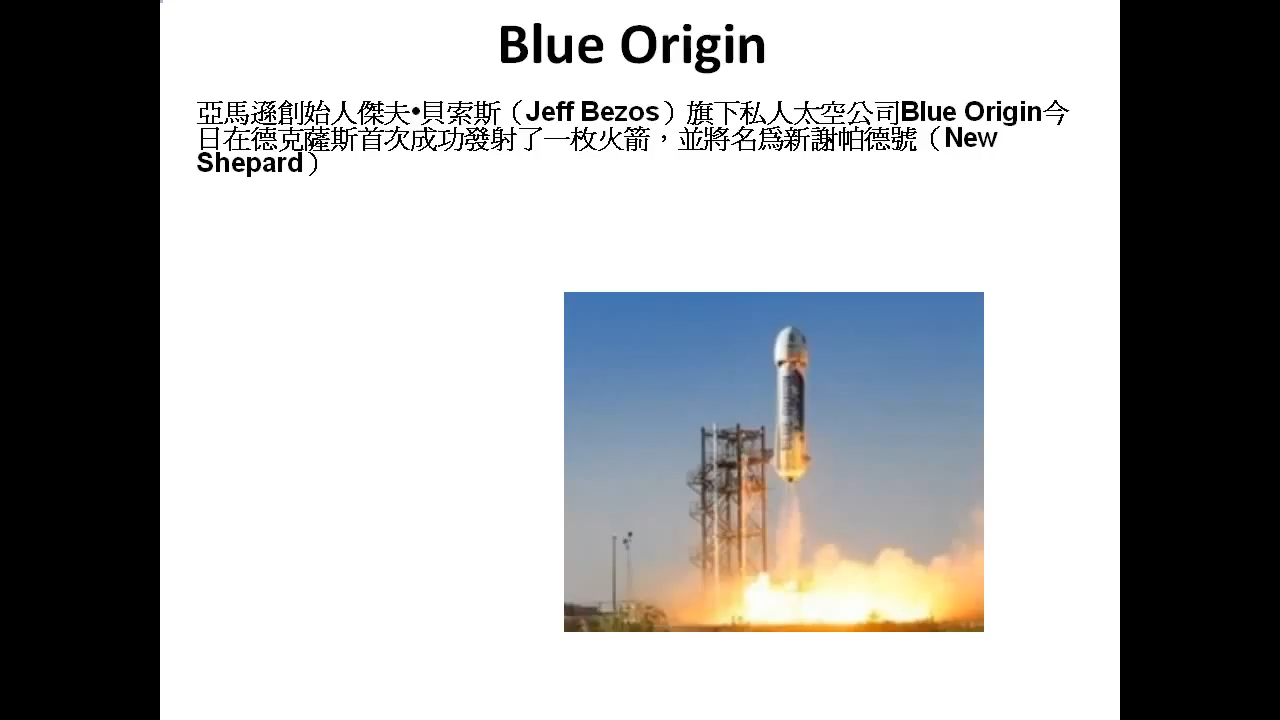 Blue Origin
亞馬遜創始人傑夫•貝索斯（Jeff Bezos）旗下私人太空公司Blue Origin今
日在德克薩斯首次成功發射了一枚火箭，並將名爲新謝帕德號（New
Shepard）